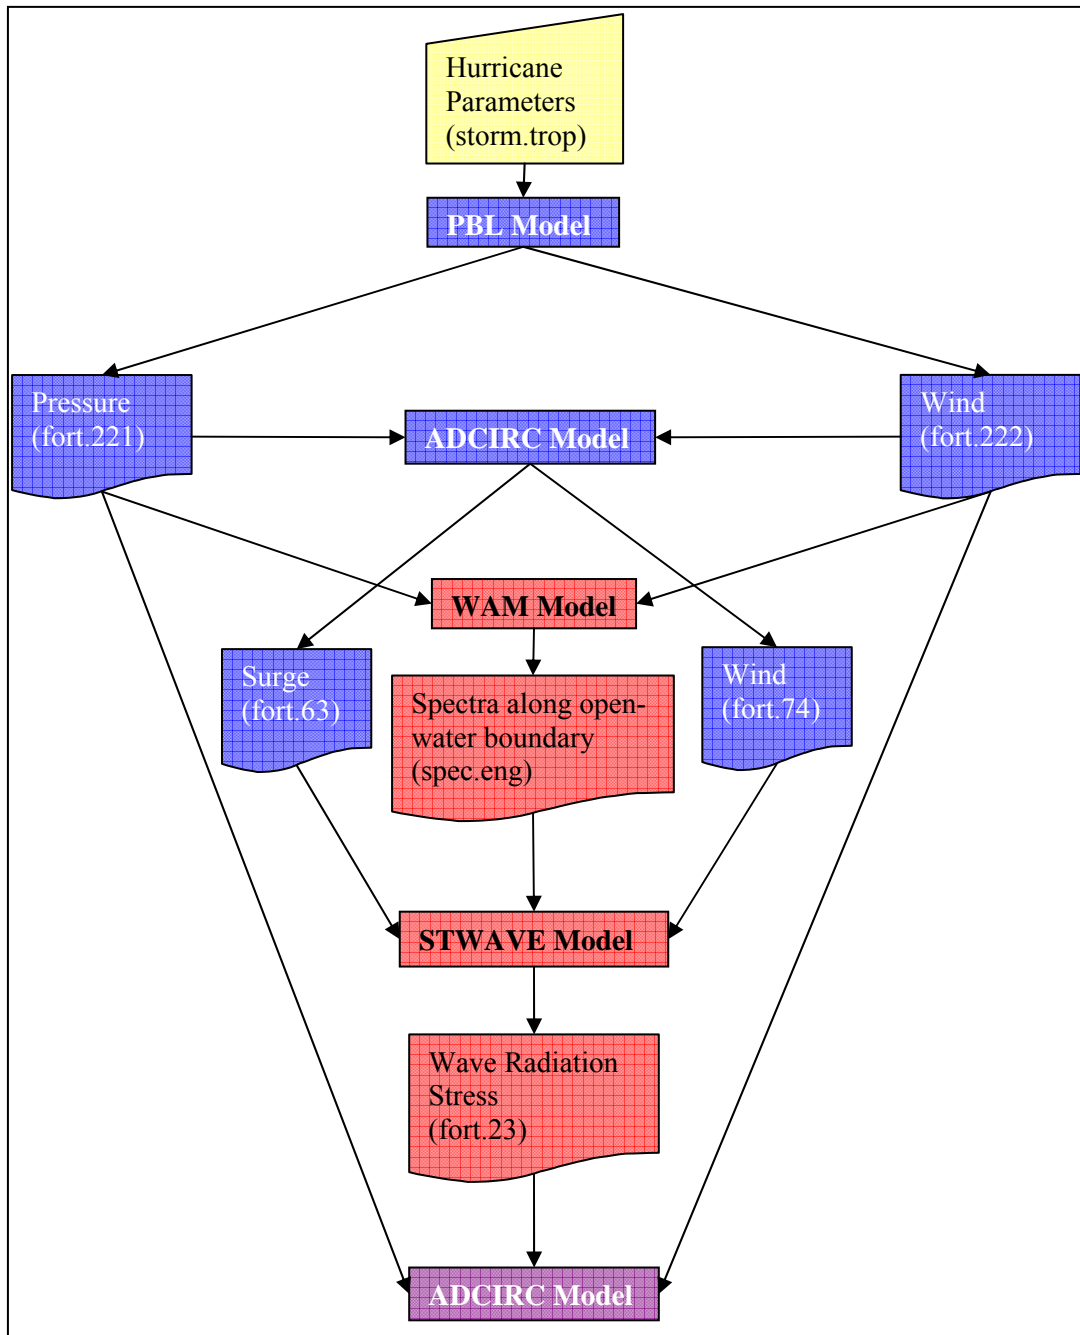 Hurricane
Parameters
(storm.trop)
PBL Model
Pressure
(fort.221)
ADCIRC Model
Wind
(fort.222)
WAM Model
Surge
(fort.63)
Spectra along open-
water boundary
(spec.eng)
Wind
(fort.74)
STWAVE Model
Wave Radiation
Stress
(fort.23)
ADCIRC Model